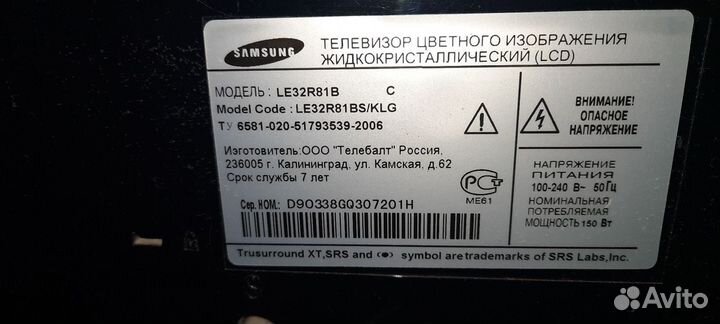 SAMSUNG
ТЕЛЕВИЗОР ЦВЕТНОГО ИЗОБРАЖЕНИЯ
ЖИДКОКРИСТАЛЛИЧЕСКИЙ (LCD)
МОДЕЛЬ : LE32R81B C
Model Code : LE32R81BS/KLG
ТУ 6581-020-51793539-2006
Изготовитель:ООО "Телебалт" Россия,
236005 г. Калининград, ул. Камская, д.62
Срок службы 7 лет
ВНИМАНИЕ!
ОПАСНОЕ
НАПРЯЖЕНИЕ
РСТ
МЕ61
НАПРЯЖЕНИЕ
ПИТАНИЯ
100-240 В~ 50Гц
НОМИНАЛЬНАЯ
ПОТРЕБЛЯЕМАЯ
МОЩНОСТЬ 150 Вт
Сер. НОМ.: D90338GQ307201H
Trusurround XT,SRS and (●) symbol are trademarks of SRS Labs,Inc.
Avito